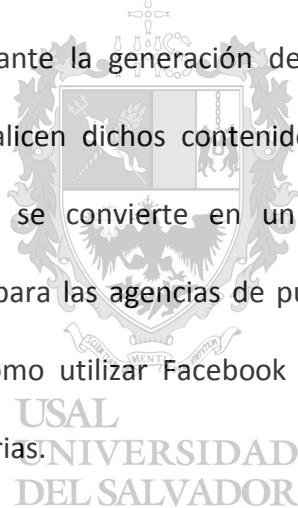 ante la generación de
alicen dichos contenido
se convierte en un
para las agencias de pu
omo utilizar Facebook
rias.
USAL
UNIVERSIDAD
DEL SALVADOR